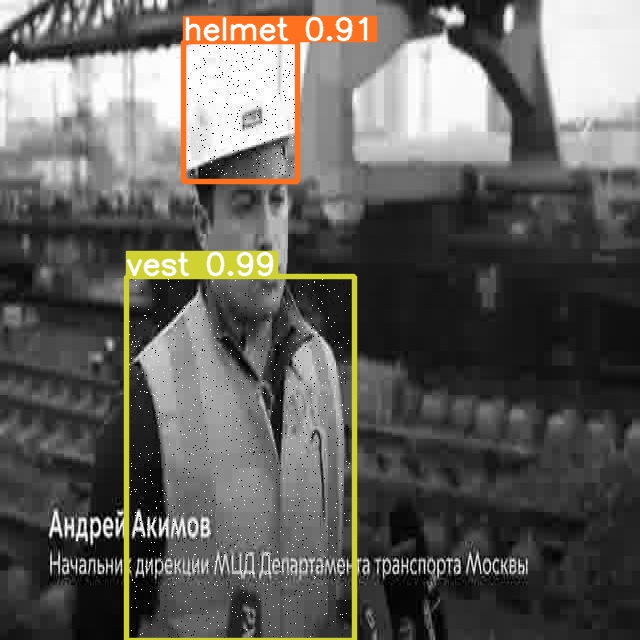 helmet 0.91
vest 0.99
Андрей Акимов
Начальник дирекции МЦД Департамента транспорта Москвы